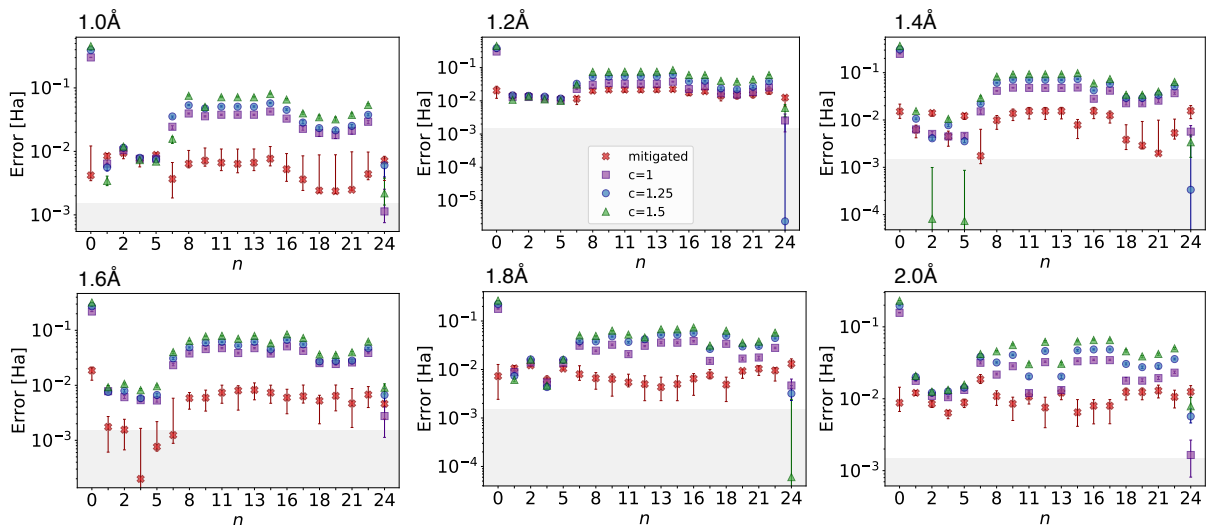 1.0Å
1.2Å
1.4Å
Error [Ha]
10⁻¹
10⁻²
10⁻³
0 2 5 8 11 13 16 19 21 24
n
Error [Ha]
10⁻¹
10⁻²
10⁻³
10⁻⁴
10⁻⁵
mitigated
c=1
c=1.25
c=1.5
0 2 5 8 11 13 16 19 21 24
n
Error [Ha]
10⁻¹
10⁻²
10⁻³
10⁻⁴
0 2 5 8 11 13 16 19 21 24
n
1.6Å
1.8Å
2.0Å
Error [Ha]
10⁻¹
10⁻²
10⁻³
0 2 5 8 10 13 16 18 21 24
n
Error [Ha]
10⁻¹
10⁻²
10⁻³
10⁻⁴
0 2 5 8 10 13 16 18 21 24
n
Error [Ha]
10⁻¹
10⁻²
10⁻³
0 2 5 8 11 13 16 19 21 24
n